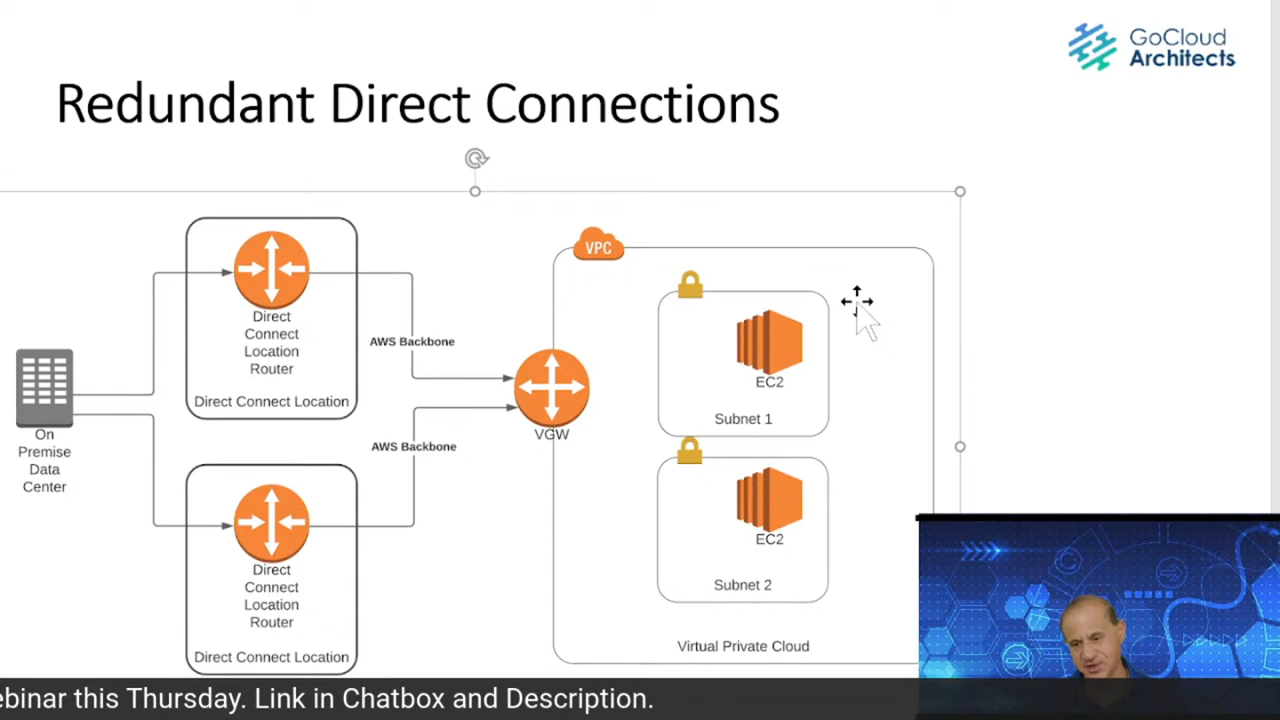 GoCloud
Architects
Redundant Direct Connections
VPC
Direct
Connect
Location
Router
Direct Connect Location
AWS Backbone
On
Premise
Data
Center
VGW
AWS Backbone
EC2
Subnet 1
EC2
Subnet 2
Direct
Connect
Location
Router
Direct Connect Location
Virtual Private Cloud
ebinar this Thursday. Link in Chatbox and Description.